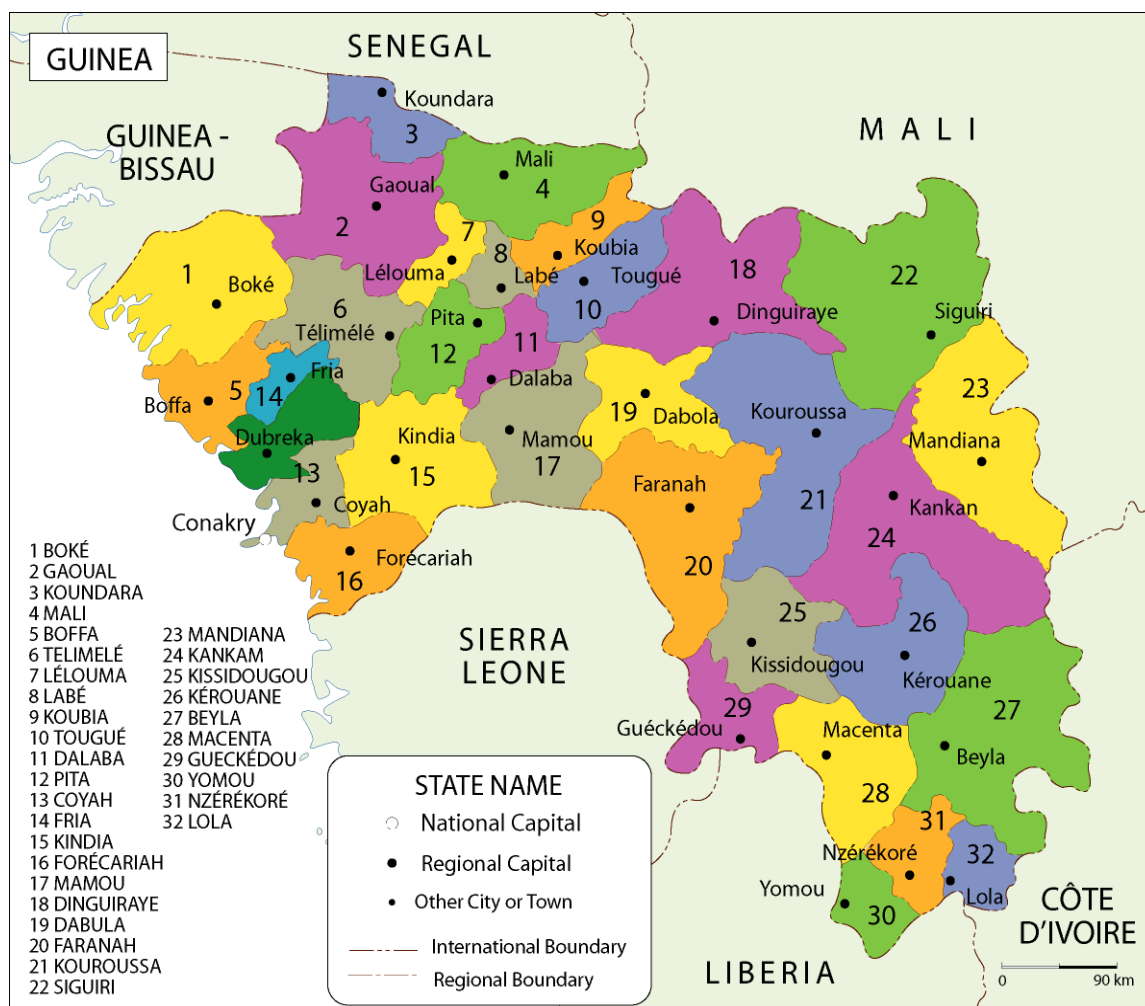 GUINEA
SENEGAL
Koundara
3
GUINEA -
BISSAU
MALI
Mali
4
Gaoual
2
9
7
8
Koubia
18
22
1
Lélouma
Labé
Tougué
Boké
6
10
Dinguiraye
Siguiri
Télimélé
Pita
11
12
23
Fria
5
14
Dalaba
Boffa
19
Dabola
Kouroussa
Dubreka
Kindia
Mamou
Mandiana
13
15
17
Faranah
21
Kankan
Coyah
24
Conakry
Forécariah
16
20
25
26
SIERRA
LEONE
Kissidougou
Kérouane
29
27
Guéckédou
Macenta
Beyla
28
31
Nzérékoré
32
Yomou
30
Lola
CÔTE
D'IVOIRE
LIBERIA
0 90 km
1 BOKÉ
2 GAOUAL
3 KOUNDARA
4 MALI
5 BOFFA
6 TELIMELÉ
7 LÉLOUMA
8 LABÉ
9 KOUBIA
10 TOUGUÉ
11 DALABA
12 PITA
13 COYAH
14 FRIA
15 KINDIA
16 FORÉCARIAH
17 MAMOU
18 DINGUIRAYE
19 DABULA
20 FARANAH
21 KOUROUSSA
22 SIGUIRI
23 MANDIANA
24 KANKAM
25 KISSIDOUGOU
26 KÉROUANE
27 BEYLA
28 MACENTA
29 GUECKÉDOU
30 YOMOU
31 NZÉRÉKORÉ
32 LOLA
STATE NAME
National Capital
Regional Capital
Other City or Town
International Boundary
Regional Boundary